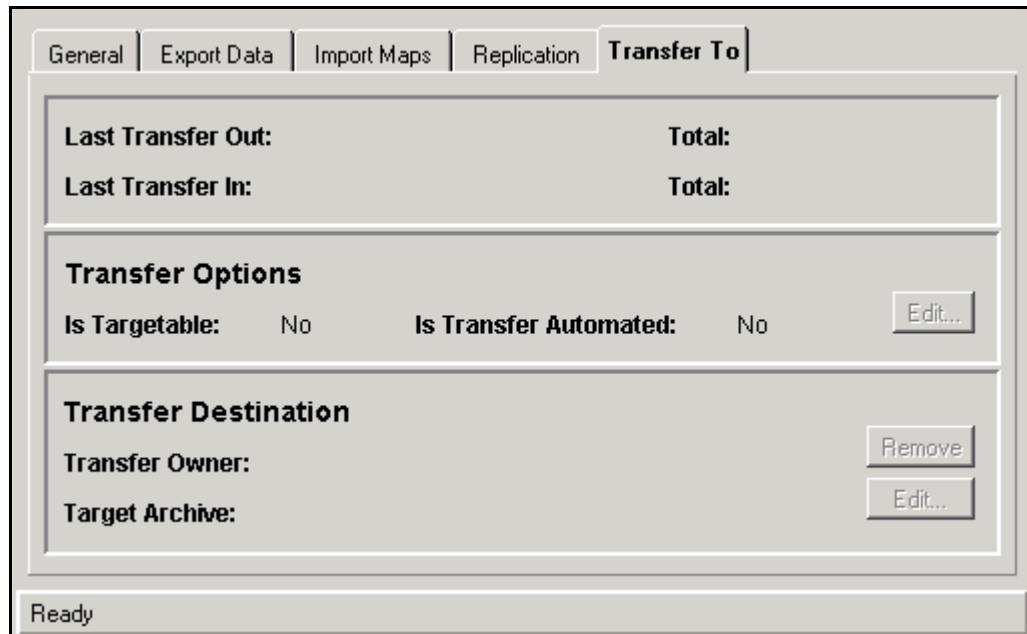 General Export Data Import Maps Replication Transfer To
Last Transfer Out: Total:
Last Transfer In: Total:
Transfer Options
Is Targetable: No Is Transfer Automated: No Edit...
Transfer Destination
Remove
Transfer Owner:
Edit...
Target Archive:
Ready